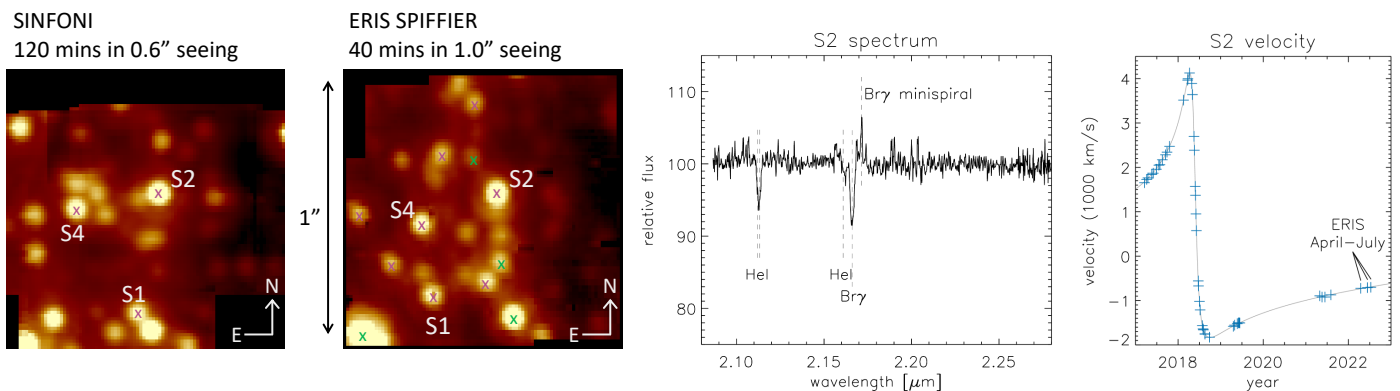 SINFONI
120 mins in 0.6” seeing
S2
S4
S1
N
E
ERIS SPIFFIER
40 mins in 1.0” seeing
1”
S2
S4
S1
N
E
S2 spectrum
relative flux
110
100
90
80
Brγ minispiral
HeI
HeI
Brγ
2.10
2.15
2.20
2.25
wavelength [μm]
S2 velocity
velocity (1000 km/s)
4
3
2
1
0
-1
-2
ERIS
April-July
2018
2020
2022
year